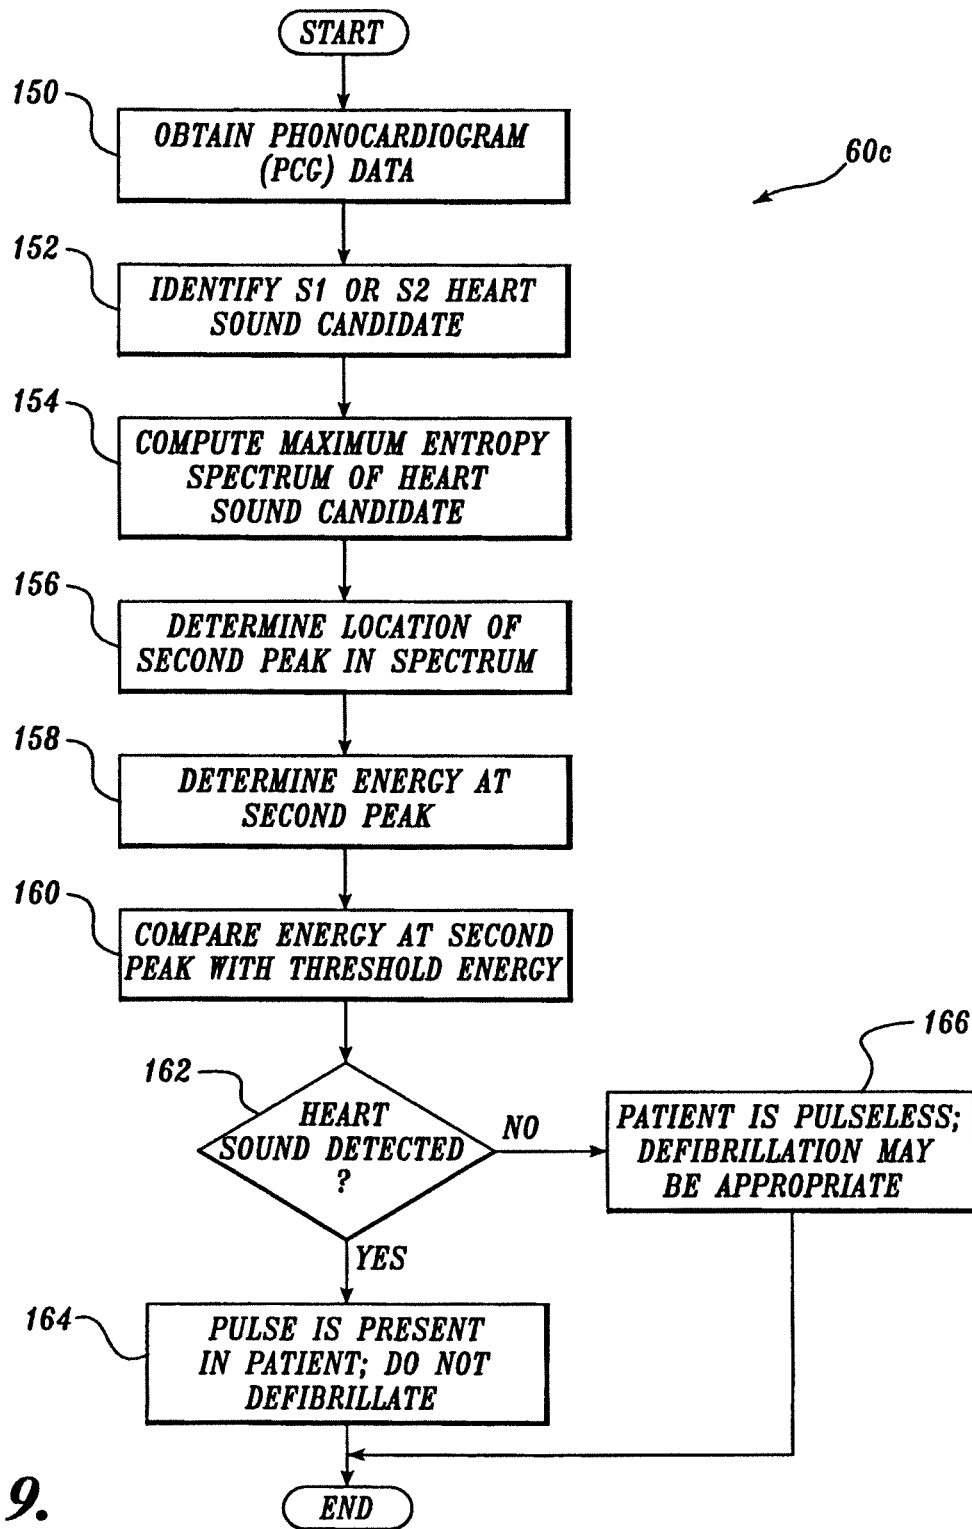 START
150
OBTAIN PHONOCARDIOGRAM
(PCG) DATA
60c
152
IDENTIFY S1 OR S2 HEART
SOUND CANDIDATE
154
COMPUTE MAXIMUM ENTROPY
SPECTRUM OF HEART
SOUND CANDIDATE
156
DETERMINE LOCATION OF
SECOND PEAK IN SPECTRUM
158
DETERMINE ENERGY AT
SECOND PEAK
160
COMPARE ENERGY AT SECOND
PEAK WITH THRESHOLD ENERGY
162
HEART
SOUND DETECTED
?
NO
166
PATIENT IS PULSELESS;
DEFIBRILLATION MAY
BE APPROPRIATE
YES
164
PULSE IS PRESENT
IN PATIENT; DO NOT
DEFIBRILLATE
END
9.